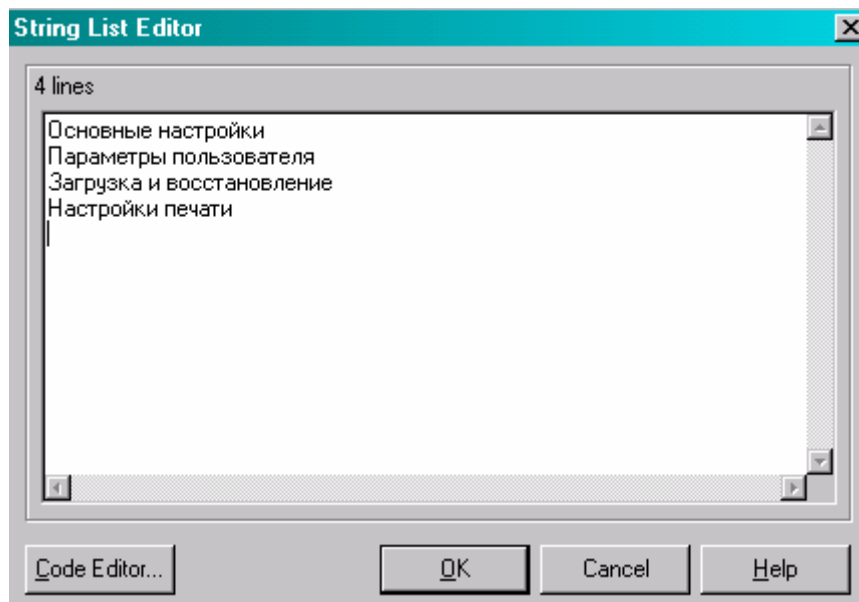 String List Editor
4 lines
Основные настройки
Параметры пользователя
Загрузка и восстановление
Настройки печати
Code Editor... OK Cancel Help